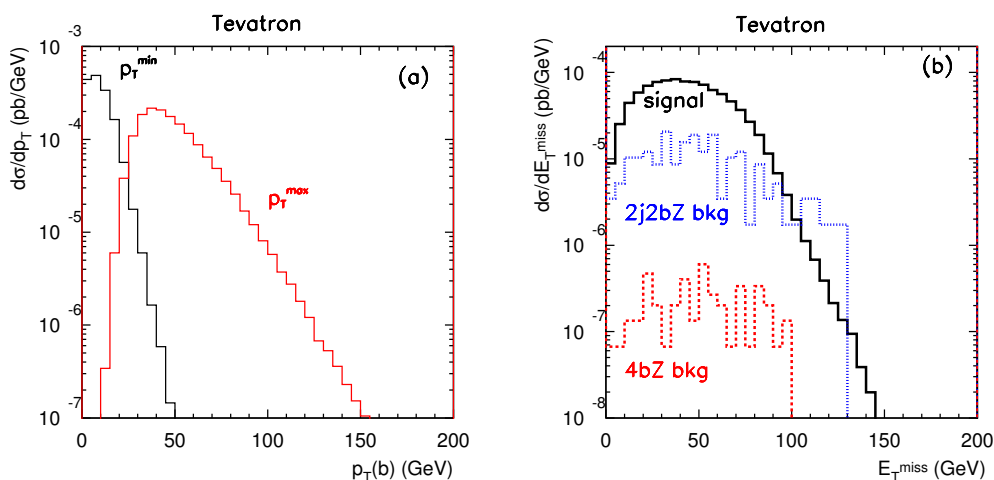 Tevatron
(a)
p_T^min
p_T^max
dσ/dp_T (pb/GeV)
10^-3
10^-4
10^-5
10^-6
10^-7
0 50 100 150 200
p_T(b) (GeV)
Tevatron
(b)
signal
2j2bZ bkg
4bZ bkg
dσ/dE_T^miss (pb/GeV)
10^-4
10^-4
10^-5
10^-6
10^-7
10^-8
0 50 100 150 200
E_T^miss (GeV)